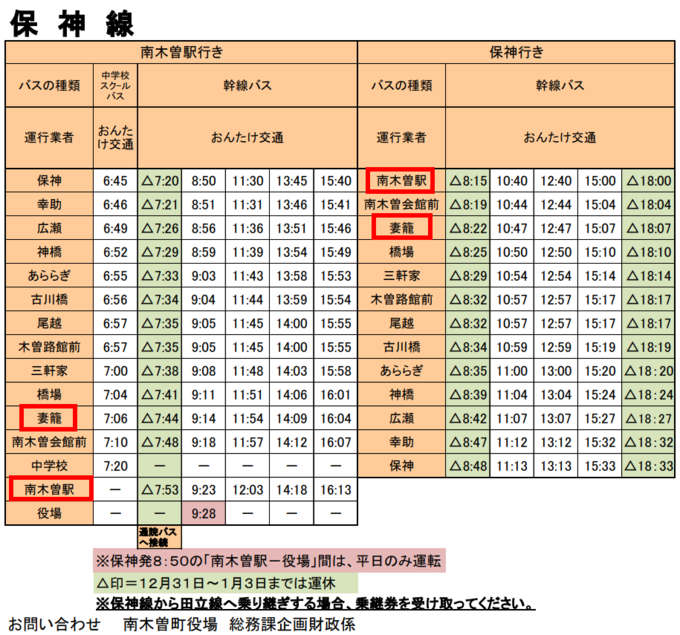 保神線
南木曽駅行き 保神行き
バスの種類 中学校スクールバス 幹線バス バスの種類 幹線バス
運行業者 おんたけ交通 おんたけ交通 運行業者 おんたけ交通
保神 6:45 △7:20 8:50 11:30 13:45 15:40 南木曽駅 △8:15 10:40 12:40 15:00 △18:00
幸助 6:46 △7:21 8:51 11:31 13:46 15:41 南木曽会館前 △8:19 10:44 12:44 15:04 △18:04
広瀬 6:49 △7:26 8:56 11:36 13:51 15:46 妻籠 △8:22 10:47 12:47 15:07 △18:07
神橋 6:52 △7:29 8:59 11:39 13:54 15:49 橋場 △8:25 10:50 12:50 15:10 △18:10
あららぎ 6:55 △7:33 9:03 11:43 13:58 15:53 三軒家 △8:29 10:54 12:54 15:14 △18:14
古川橋 6:56 △7:34 9:04 11:44 13:59 15:54 木曽路館前 △8:32 10:57 12:57 15:17 △18:17
尾越 6:57 △7:35 9:05 11:45 14:00 15:55 尾越 △8:32 10:57 12:57 15:17 △18:17
木曽路館前 6:57 △7:35 9:05 11:45 14:00 15:55 古川橋 △8:34 10:59 12:59 15:19 △18:19
三軒家 7:00 △7:38 9:08 11:48 14:03 15:58 あららぎ △8:35 11:00 13:00 15:20 △18:20
橋場 7:04 △7:41 9:11 11:51 14:06 16:01 神橋 △8:39 11:04 13:04 15:24 △18:24
妻籠 7:06 △7:44 9:14 11:54 14:09 16:04 広瀬 △8:42 11:07 13:07 15:27 △18:27
南木曽会館前 7:10 △7:48 9:18 11:57 14:12 16:07 幸助 △8:47 11:12 13:12 15:32 △18:32
中学校 7:20 － － － － － 保神 △8:48 11:13 13:13 15:33 △18:33
南木曽駅 － △7:53 9:23 12:03 14:18 16:13
役場 － － 9:28
通院バスへ接続
※保神発８：５０の「南木曽駅－役場」間は、平日のみ運転
△印＝１２月３１日～１月３日までは運休
※保神線から田立線へ乗り継ぎする場合、乗継券を受け取ってください。
お問い合わせ 南木曽町役場 総務課企画財政係